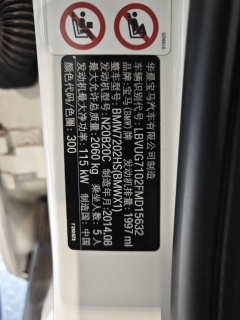 华晨宝马汽车有限公司制造
品牌:宝马(BMW)牌
车辆识别代号:LBVUG7102FMD15632
整车型号:BMW7202HS(BMWX1)
发动机型号:N20B20C 发动机排量:1997 ml
最大允许总质量:2060 kg 制造年月:2014.08
发动机最大净功率:115 kW 乘坐人数:5 人
颜色代码/色圈:300 制造国:中国